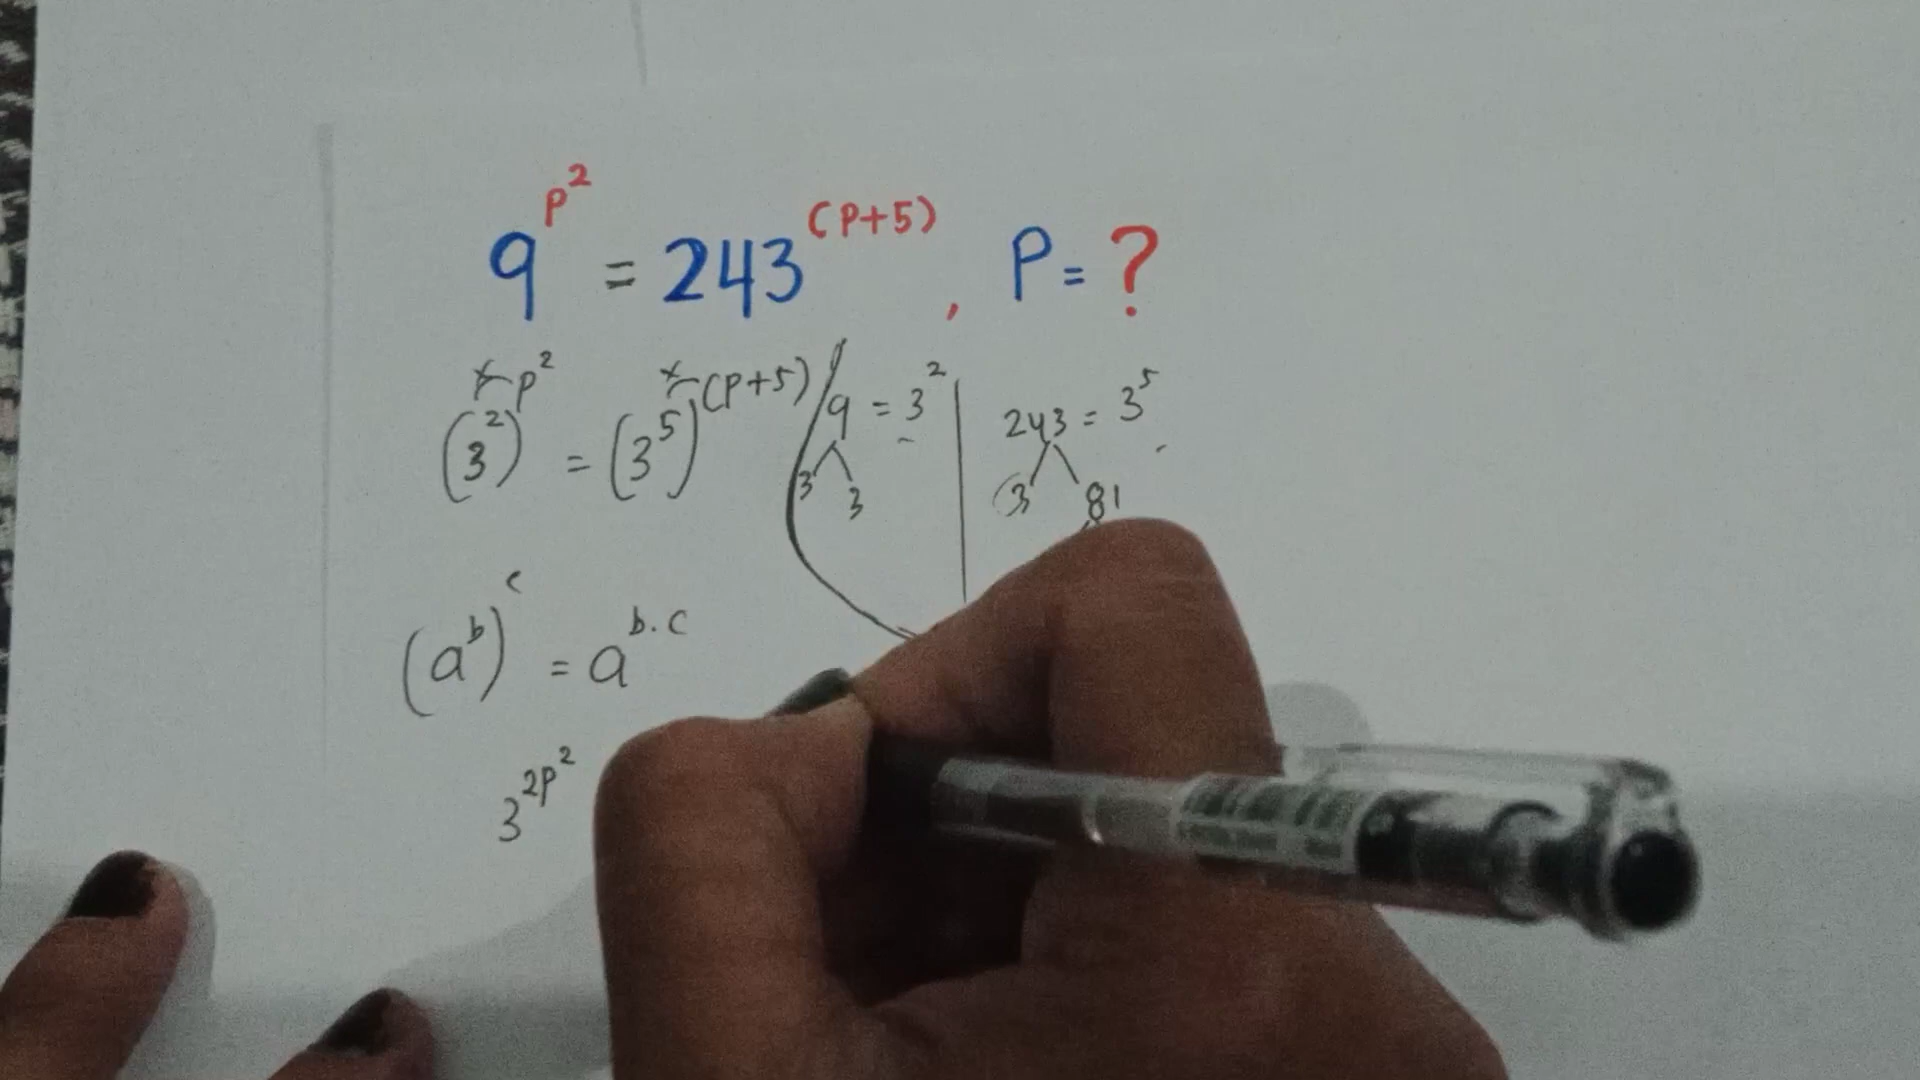 9^{p^2} = 243^{(P+5)}, P = ?
(3^2)^{×p^2} = (3^5)^{×(P+5)}
9 = 3^2
3 3
243 = 3^5
3 81
(a^b)^c = a^{b.c}
3^{2P^2}